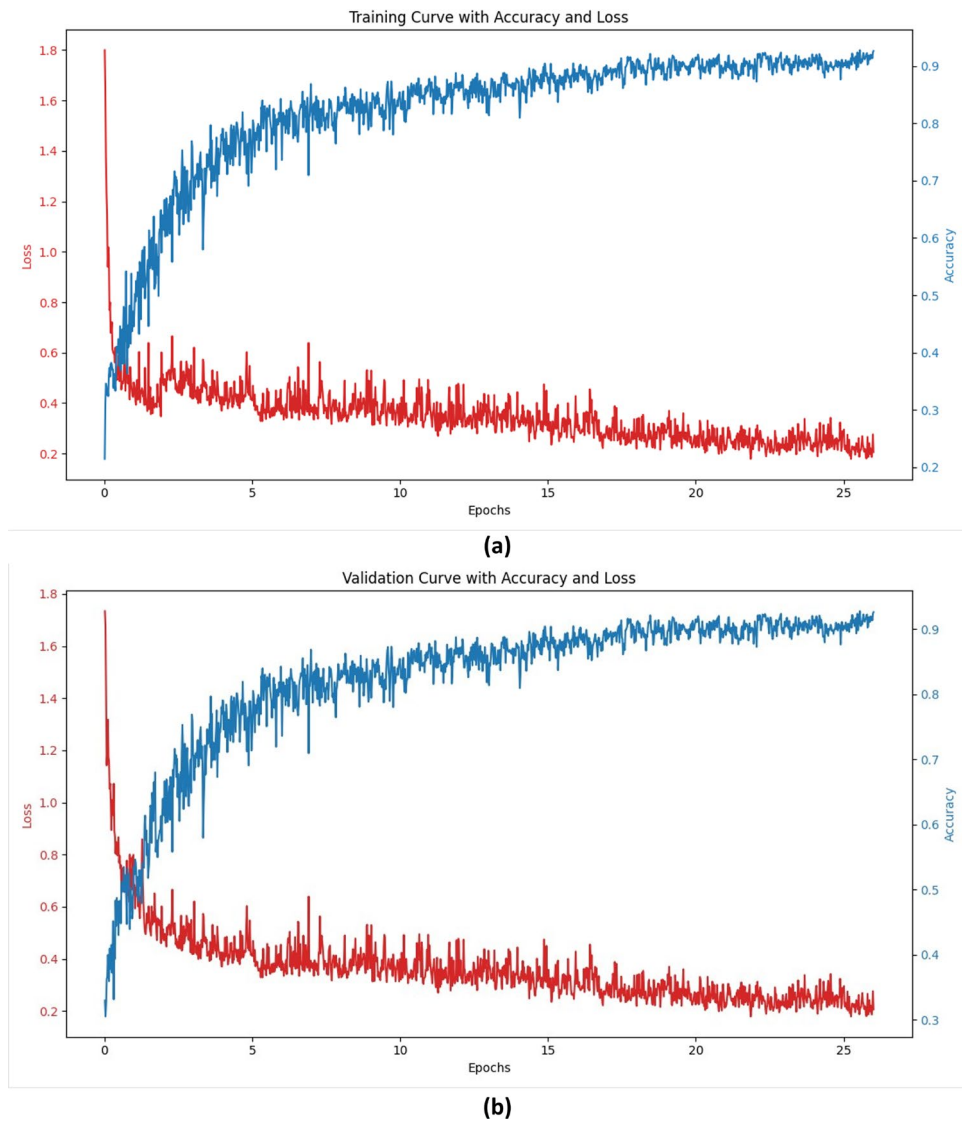 Training Curve with Accuracy and Loss
1.8
1.6
1.4
1.2
1.0
0.8
0.6
0.4
0.2
Loss
0.9
0.8
0.7
0.6
0.5
0.4
0.3
0.2
Accuracy
0 5 10 15 20 25
Epochs
(a)
Validation Curve with Accuracy and Loss
1.8
1.6
1.4
1.2
1.0
0.8
0.6
0.4
0.2
Loss
0.9
0.8
0.7
0.6
0.5
0.4
0.3
Accuracy
0 5 10 15 20 25
Epochs
(b)